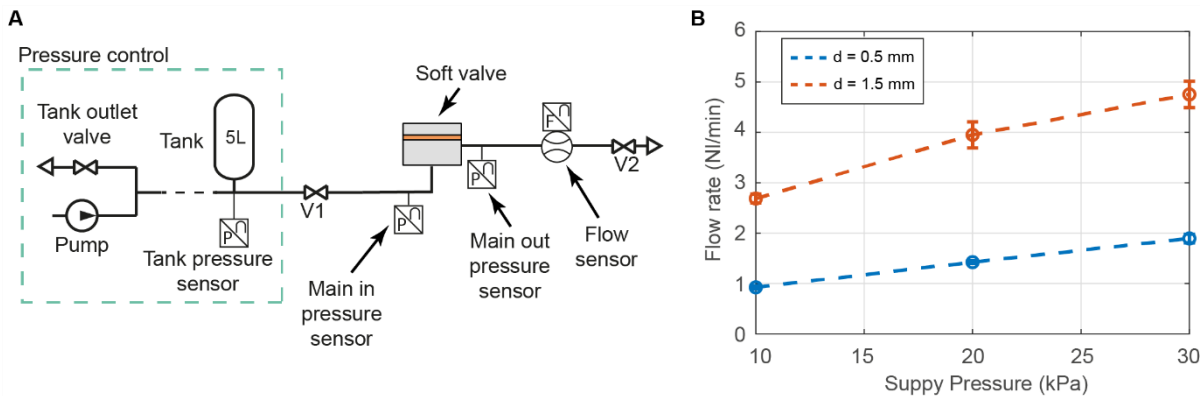 A
Pressure control
Tank outlet
valve
Tank
5L
Pump
P
Tank pressure
sensor
V1
P
Main in
pressure
sensor
Soft valve
P
Main out
pressure
sensor
F
Flow
sensor
V2
B
d = 0.5 mm
d = 1.5 mm
Flow rate (Nl/min)
6
5
4
3
2
1
0
10
15
20
25
30
Suppy Pressure (kPa)